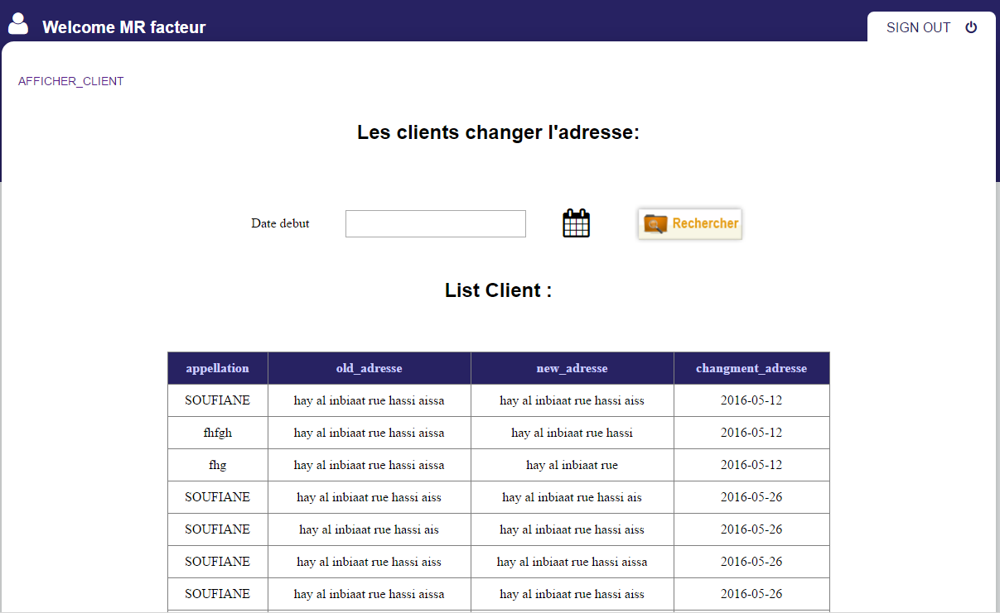 Welcome MR facteur
SIGN OUT
AFFICHER_CLIENT
Les clients changer l'adresse:
Date debut
Rechercher
List Client :
appellation old_adresse new_adresse changment_adresse
SOUFIANE hay al inbiaat rue hassi aissa hay al inbiaat rue hassi aiss 2016-05-12
fhfgh hay al inbiaat rue hassi aissa hay al inbiaat rue hassi 2016-05-12
fhg hay al inbiaat rue hassi aissa hay al inbiaat rue 2016-05-12
SOUFIANE hay al inbiaat rue hassi aiss hay al inbiaat rue hassi ais 2016-05-26
SOUFIANE hay al inbiaat rue hassi ais hay al inbiaat rue hassi aiss 2016-05-26
SOUFIANE hay al inbiaat rue hassi aiss hay al inbiaat rue hassi aissa 2016-05-26
SOUFIANE hay al inbiaat rue hassi aissa hay al inbiaat rue hassi aiss 2016-05-26